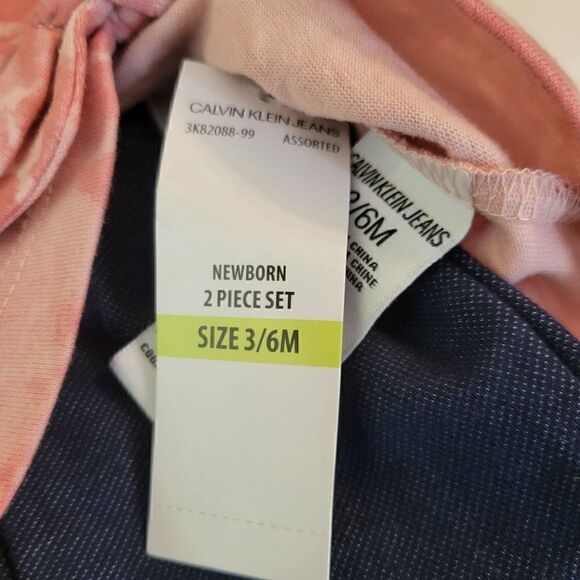 CALVIN KLEIN JEANS
3K82088-99 ASSORTED
NEWBORN
2 PIECE SET
SIZE 3/6M
CALVIN KLEIN JEANS
/6M
CHINA
CHINE
CHINA